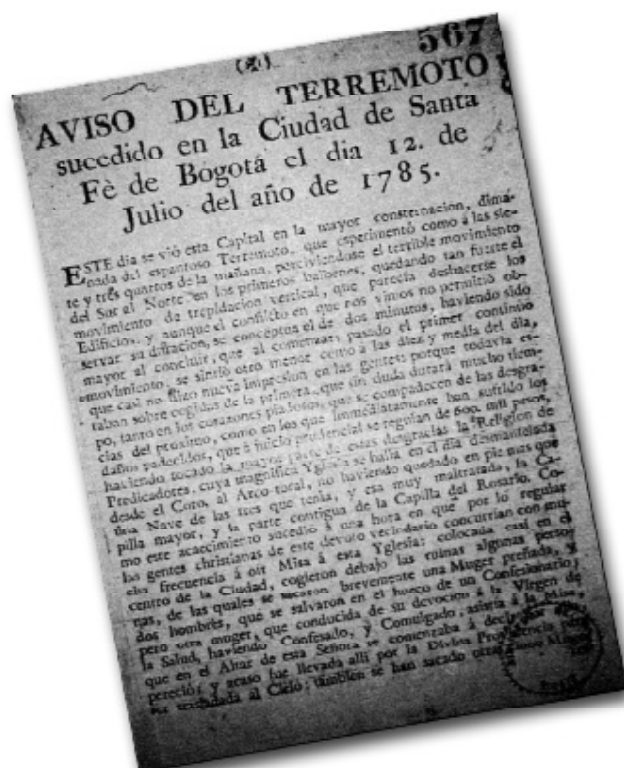 (※)
567
AVISO DEL TERREMOTO
sucedido en la Ciudad de Santa
Fè de Bogotá el dia 12. de
Julio del año de 1785.
ESTE dia se vió esta Capital en la mayor consternacion, dima-
nada del espantoso Terremoto, que esperimentó como á las sie-
te y tres quartos de la mañana, perciviendose el terrible movimiento
del Sur al Norte en los primeros baibenes, quedando tan fuerte el
movimiento de trepidacion vertical, que parecía deshacerse los
Edificios, y aunque el conflicto en que nos vimos no permitió ob-
servar su duracion, se conceptua el de dos minutos, haviendo sido
mayor al concluir, que al comenzar: pasado el primer continuo
movimiento, se sintió otro menor como á las diez y media del dia,
que casi no hizo nueva impresion en las gentes; porque todavia es-
taban sobre cogidas de la primera, que sin duda durará mucho tiem-
po, tanto en los corazones piadosos, que se compadecen de las desgra-
cias del proximo, como en los que immediatamente han sufrido los
daños padecidos, que á juicio prudencial se regulan de 600. mil pesos,
haviendo tocado la mayor parte de estas desgracias la Religion de
Predicadores, cuya magnifica Yglesia se halla en el dia desmantelada
desde el Coro, al Arco toral, no haviendo quedado en pie mas que
una Nave de las tres que tenia, y esa muy maltratada, la Ca-
pilla mayor, y la parte contigua de la Capilla del Rosario. Co-
mo este acaecimiento sucedió á una hora en que por lo regular
las gentes christianas de este devoto vecindario concurrían con mu-
cha frecuencia á oir Misa á esta Yglesia: colocada casi en el
centro de la Ciudad, cogieron debajo las ruinas algunas perso-
nas, de las quales se sacaron brevemente una Muger preñada, y
dos hombres, que se salvaron en el hueco de un Confesionario;
pero otra muger, que conducida de su devocion á la Virgen de
la Salud, haviendo Confesado, y Comulgado, asistia á la Misa,
que en el Altar de esta Señora se comenzaba á decir,
pereció; y acaso fue llevada allí por la Divina Providencia
trasladada al Cielo: tambien se han sacado